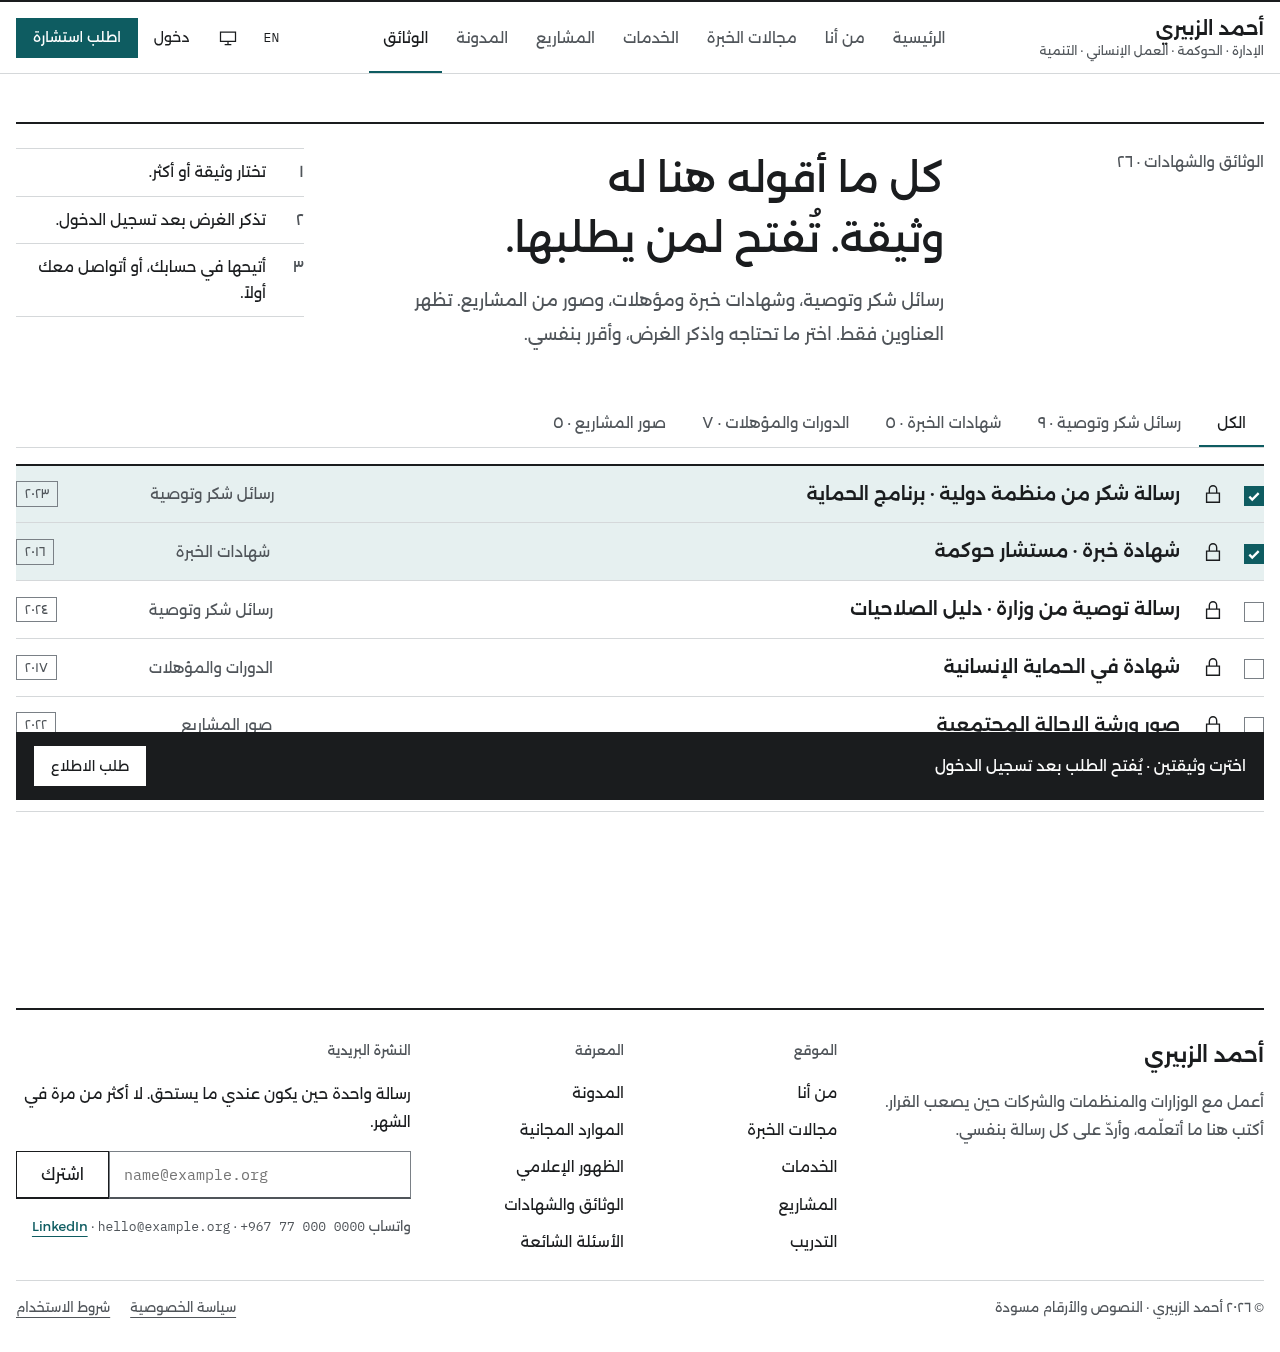 أحمد الزبيري
الإدارة · الحوكمة · العمل الإنساني · التنمية
الرئيسية
من أنا
مجالات الخبرة
الخدمات
المشاريع
المدونة
الوثائق
EN
دخول
اطلب استشارة
الوثائق والشهادات · ٢٦
كل ما أقوله هنا له
وثيقة. تُفتح لمن يطلبها.
رسائل شكر وتوصية، وشهادات خبرة ومؤهلات، وصور من المشاريع. تظهر
العناوين فقط. اختر ما تحتاجه واذكر الغرض، وأقرر بنفسي.
١ تختار وثيقة أو أكثر.
٢ تذكر الغرض بعد تسجيل الدخول.
٣ أتيحها في حسابك، أو أتواصل معك
أولاً.
الكل
رسائل شكر وتوصية · ٩
شهادات الخبرة · ٥
الدورات والمؤهلات · ٧
صور المشاريع · ٥
رسالة شكر من منظمة دولية · برنامج الحماية
رسائل شكر وتوصية
٢٠٢٣
شهادة خبرة · مستشار حوكمة
شهادات الخبرة
٢٠١٦
رسالة توصية من وزارة · دليل الصلاحيات
رسائل شكر وتوصية
٢٠٢٤
شهادة في الحماية الإنسانية
الدورات والمؤهلات
٢٠١٧
صور ورشة الإحالة المجتمعية
صور المشاريع
٢٠٢٢
اخترت وثيقتين · يُفتح الطلب بعد تسجيل الدخول
طلب الاطلاع
أحمد الزبيري
أعمل مع الوزارات والمنظمات والشركات حين يصعب القرار.
أكتب هنا ما أتعلّمه، وأردّ على كل رسالة بنفسي.
الموقع
من أنا
مجالات الخبرة
الخدمات
المشاريع
التدريب
المعرفة
المدونة
الموارد المجانية
الظهور الإعلامي
الوثائق والشهادات
الأسئلة الشائعة
النشرة البريدية
رسالة واحدة حين يكون عندي ما يستحق. لا أكثر من مرة في
الشهر.
name@example.org
اشترك
واتساب +967 77 000 0000 · hello@example.org · LinkedIn
© ٢٠٢٦ أحمد الزبيري · النصوص والأرقام مسودة
سياسة الخصوصية
شروط الاستخدام